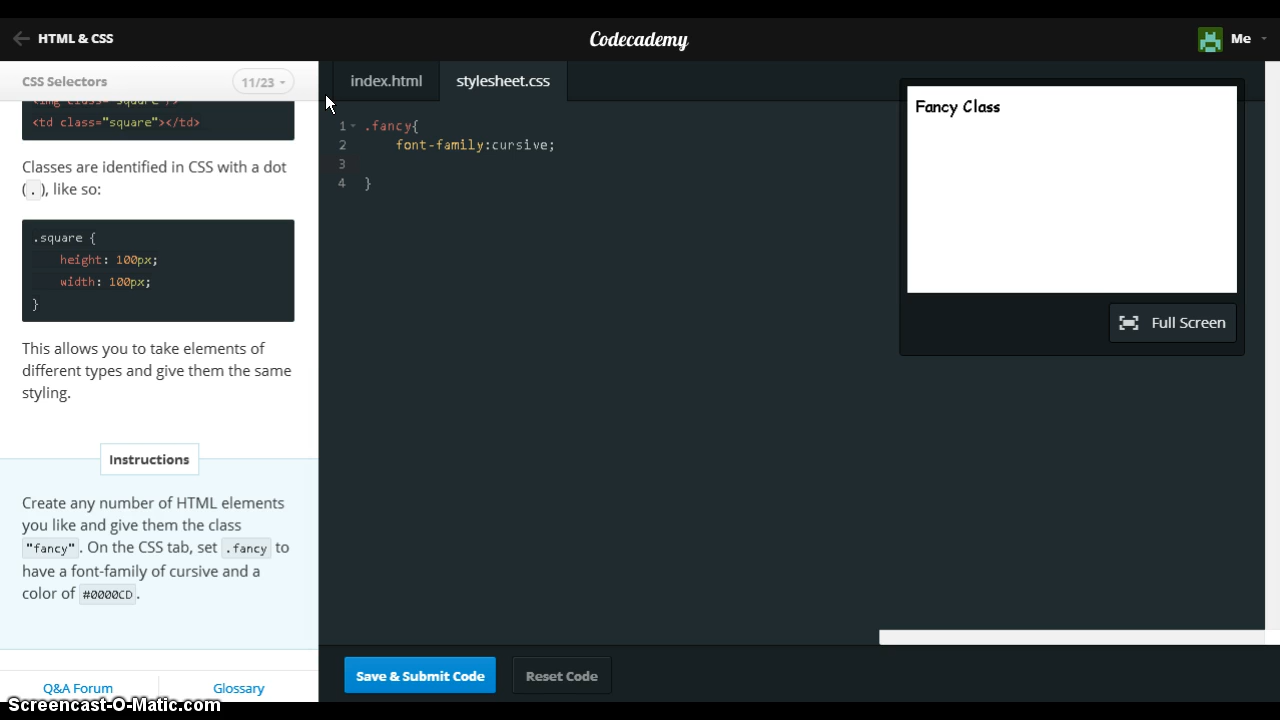 HTML & CSS
Codecademy
Me
CSS Selectors
11/23
index.html
stylesheet.css
<img class="square"/>
<td class="square"></td>
Classes are identified in CSS with a dot
(.), like so:
.square {
height: 100px;
width: 100px;
}
This allows you to take elements of
different types and give them the same
styling.
Instructions
Create any number of HTML elements
you like and give them the class
"fancy". On the CSS tab, set .fancy to
have a font-family of cursive and a
color of #0000CD.
Q&A Forum
Glossary
1 .fancy{
2 font-family:cursive;
3
4 }
Fancy Class
Full Screen
Save & Submit Code
Reset Code
Screencast-O-Matic.com